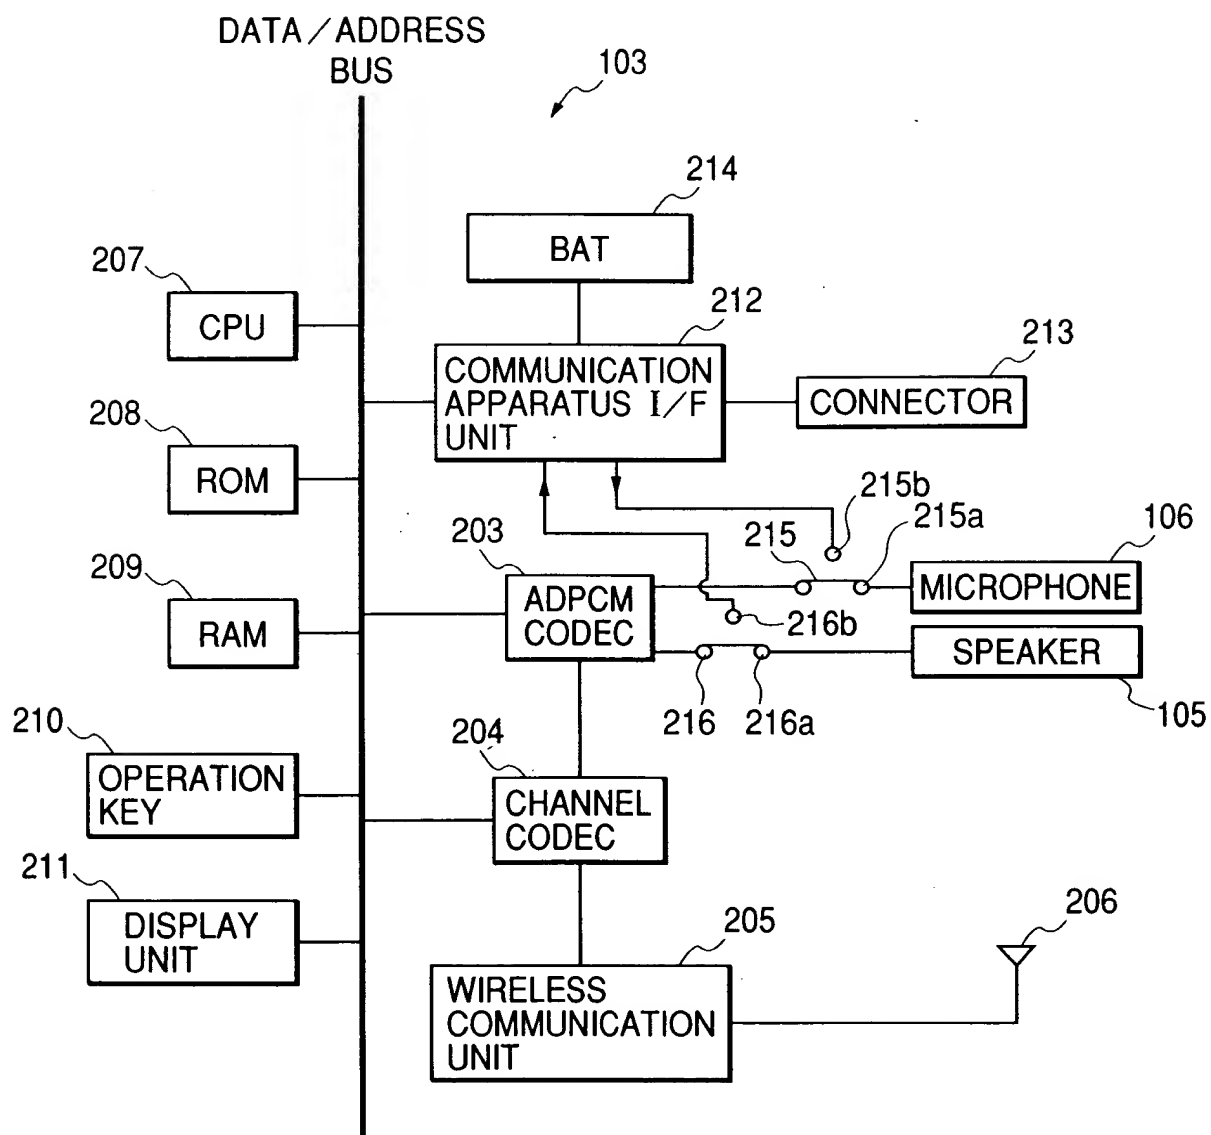 DATA/ADDRESS
BUS
103
214
BAT
207
CPU
212
COMMUNICATION
APPARATUS I/F
UNIT
213
CONNECTOR
208
ROM
215b
215a
106
203
215
MICROPHONE
209
RAM
ADPCM
CODEC
216b
SPEAKER
216
216a
105
210
OPERATION
KEY
204
CHANNEL
CODEC
211
DISPLAY
UNIT
205
206
WIRELESS
COMMUNICATION
UNIT